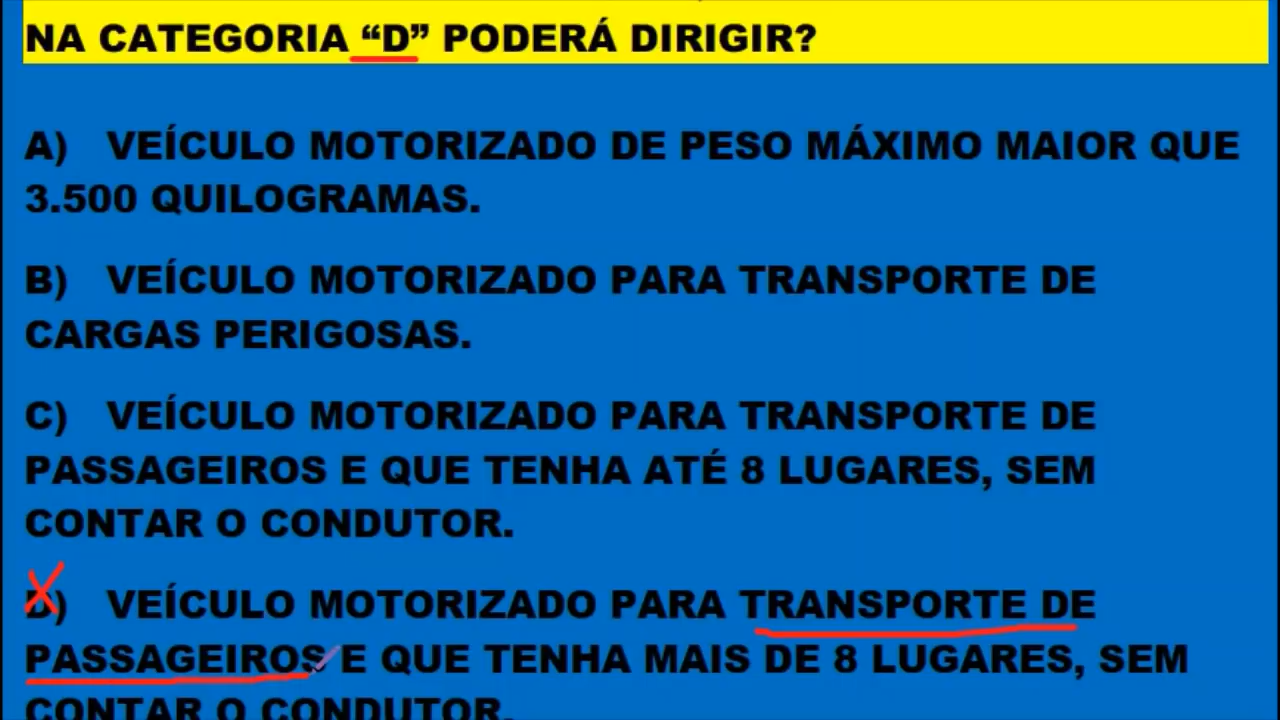 NA CATEGORIA “D” PODERÁ DIRIGIR?
A) VEÍCULO MOTORIZADO DE PESO MÁXIMO MAIOR QUE
3.500 QUILOGRAMAS.
B) VEÍCULO MOTORIZADO PARA TRANSPORTE DE
CARGAS PERIGOSAS.
C) VEÍCULO MOTORIZADO PARA TRANSPORTE DE
PASSAGEIROS E QUE TENHA ATÉ 8 LUGARES, SEM
CONTAR O CONDUTOR.
D) VEÍCULO MOTORIZADO PARA TRANSPORTE DE
PASSAGEIROS E QUE TENHA MAIS DE 8 LUGARES, SEM
CONTAR O CONDUTOR.